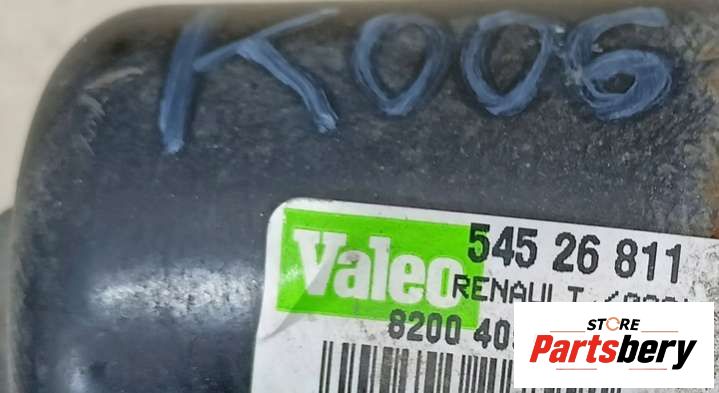 K006
Valeo
545 26 811
RENAULT
8200
STORE
Partsbery